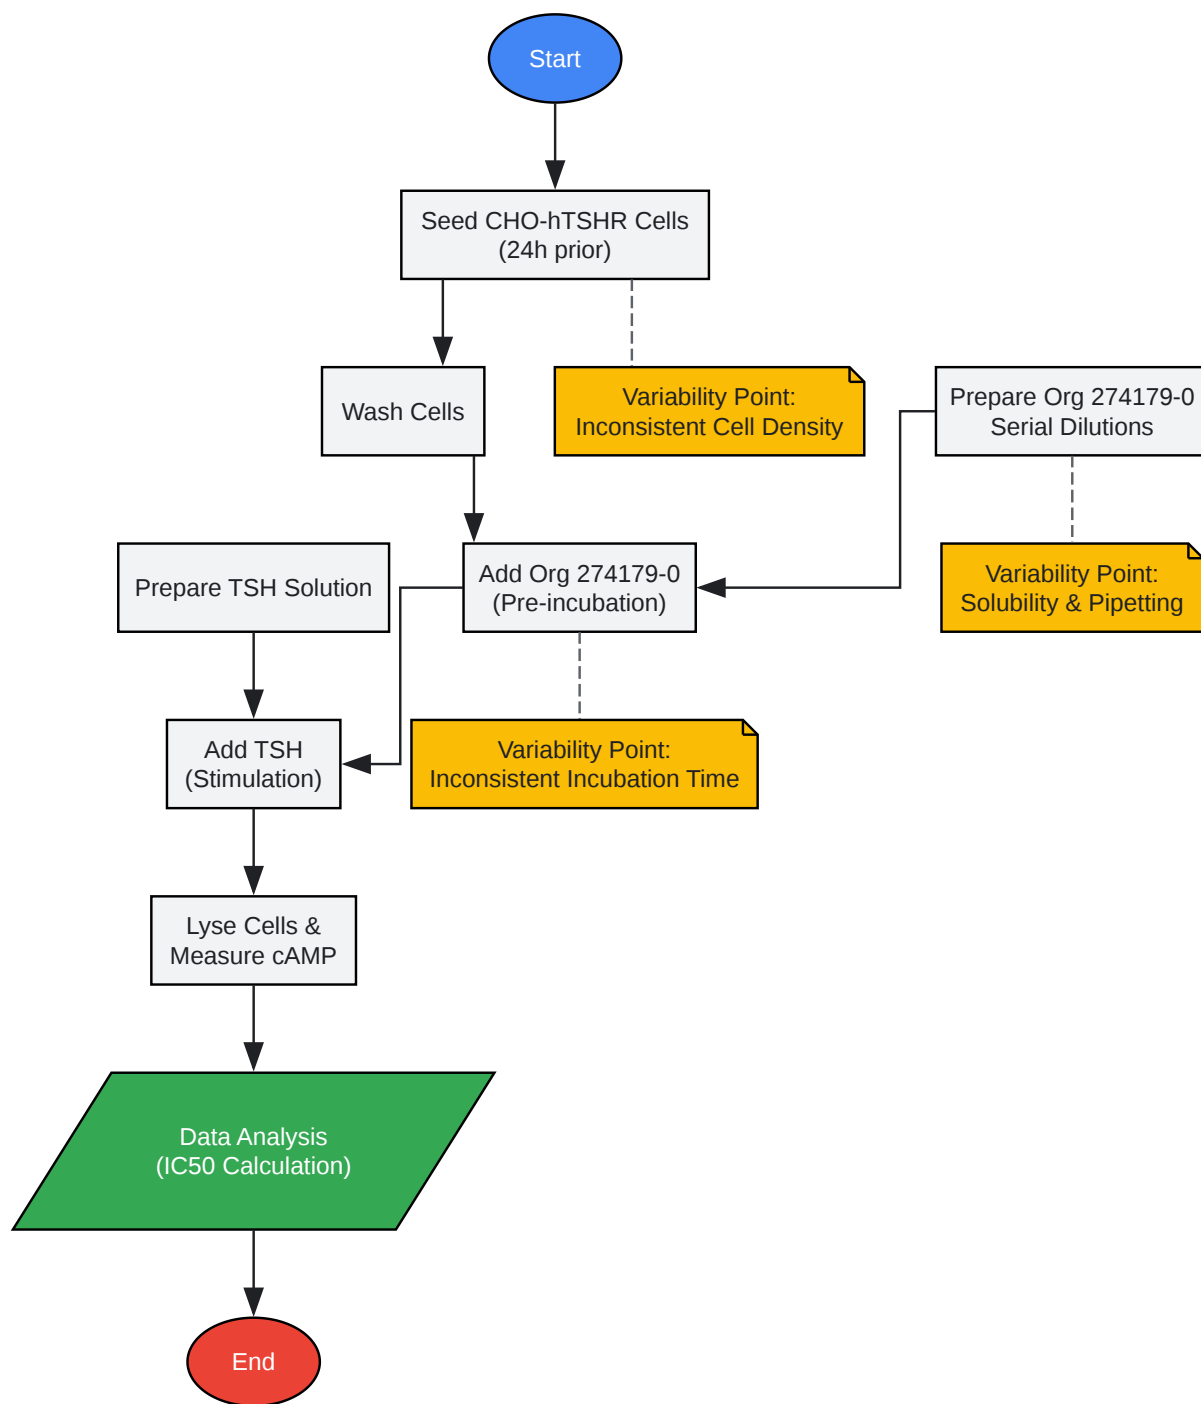 Start
Seed CHO-hTSHR Cells
(24h prior)
Wash Cells
Variability Point:
Inconsistent Cell Density
Prepare Org 274179-0
Serial Dilutions
Prepare TSH Solution
Add Org 274179-0
(Pre-incubation)
Variability Point:
Solubility & Pipetting
Add TSH
(Stimulation)
Variability Point:
Inconsistent Incubation Time
Lyse Cells &
Measure cAMP
Data Analysis
(IC50 Calculation)
End